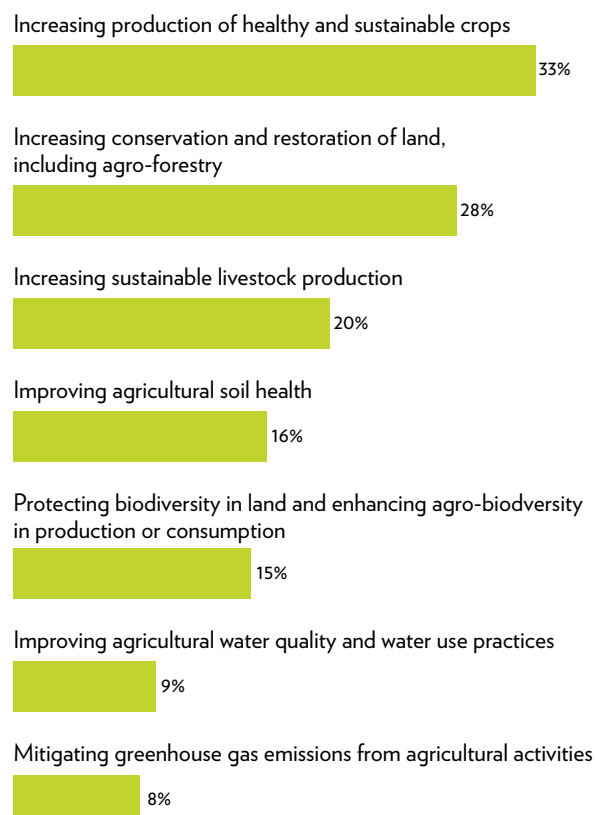 Increasing production of healthy and sustainable crops
33%
Increasing conservation and restoration of land,
including agro-forestry
28%
Increasing sustainable livestock production
20%
Improving agricultural soil health
16%
Protecting biodiversity in land and enhancing agro-biodversity
in production or consumption
15%
Improving agricultural water quality and water use practices
9%
Mitigating greenhouse gas emissions from agricultural activities
8%